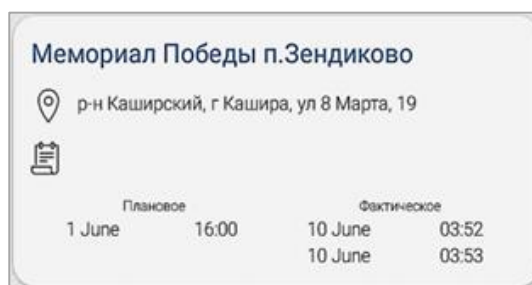 Мемориал Победы п.Зендиково
р-н Каширский, г Кашира, ул 8 Марта, 19
Плановое Фактическое
1 June 16:00 10 June 03:52
10 June 03:53